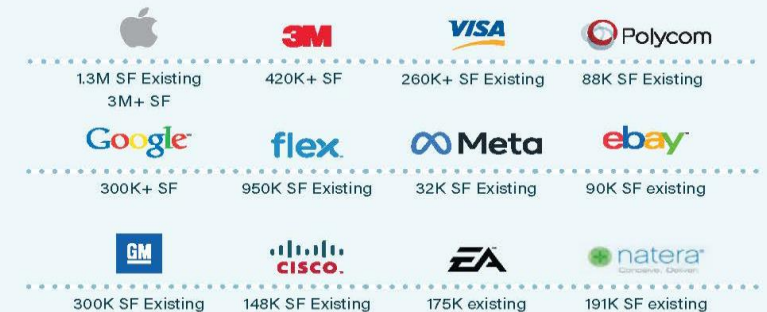 3M VISA Polycom
1.3M SF Existing 420K+ SF 260K+ SF Existing 88K SF Existing
3M+ SF
Google flex Meta ebay
300K+ SF 950K SF Existing 32K SF Existing 90K SF existing
GM CISCO. EA natera
Conceive. Deliver.
300K SF Existing 148K SF Existing 175K existing 191K SF existing